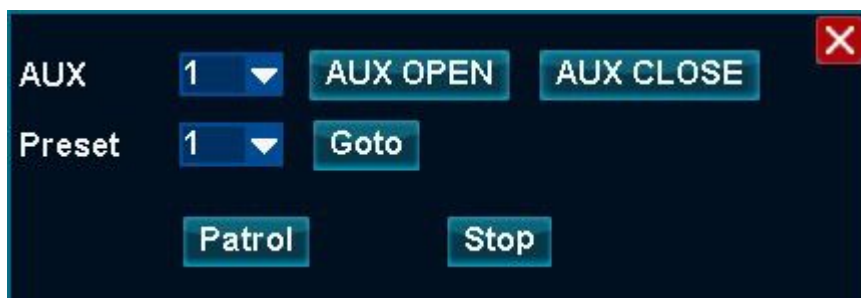 AUX 1 AUX OPEN AUX CLOSE
Preset 1 Goto
Patrol Stop